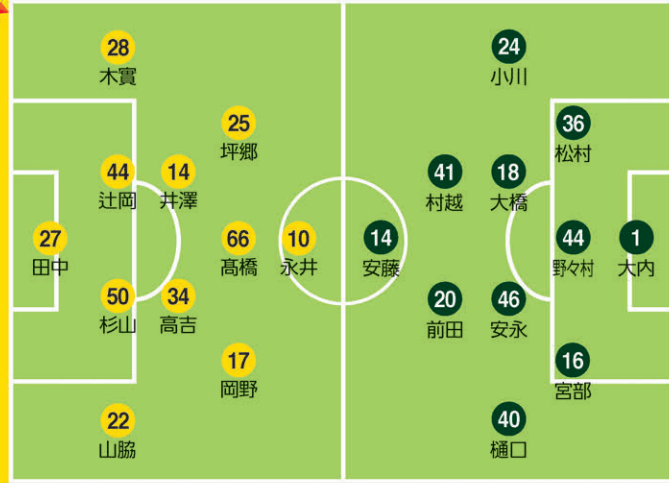 28
木實
25
坪郷
44
辻岡
14
井澤
27
田中
66
髙橋
10
永井
50
杉山
34
高吉
17
岡野
22
山脇
24
小川
36
松村
41
村越
18
大橋
14
安藤
44
野々村
1
大内
20
前田
46
安永
16
宮部
40
樋口